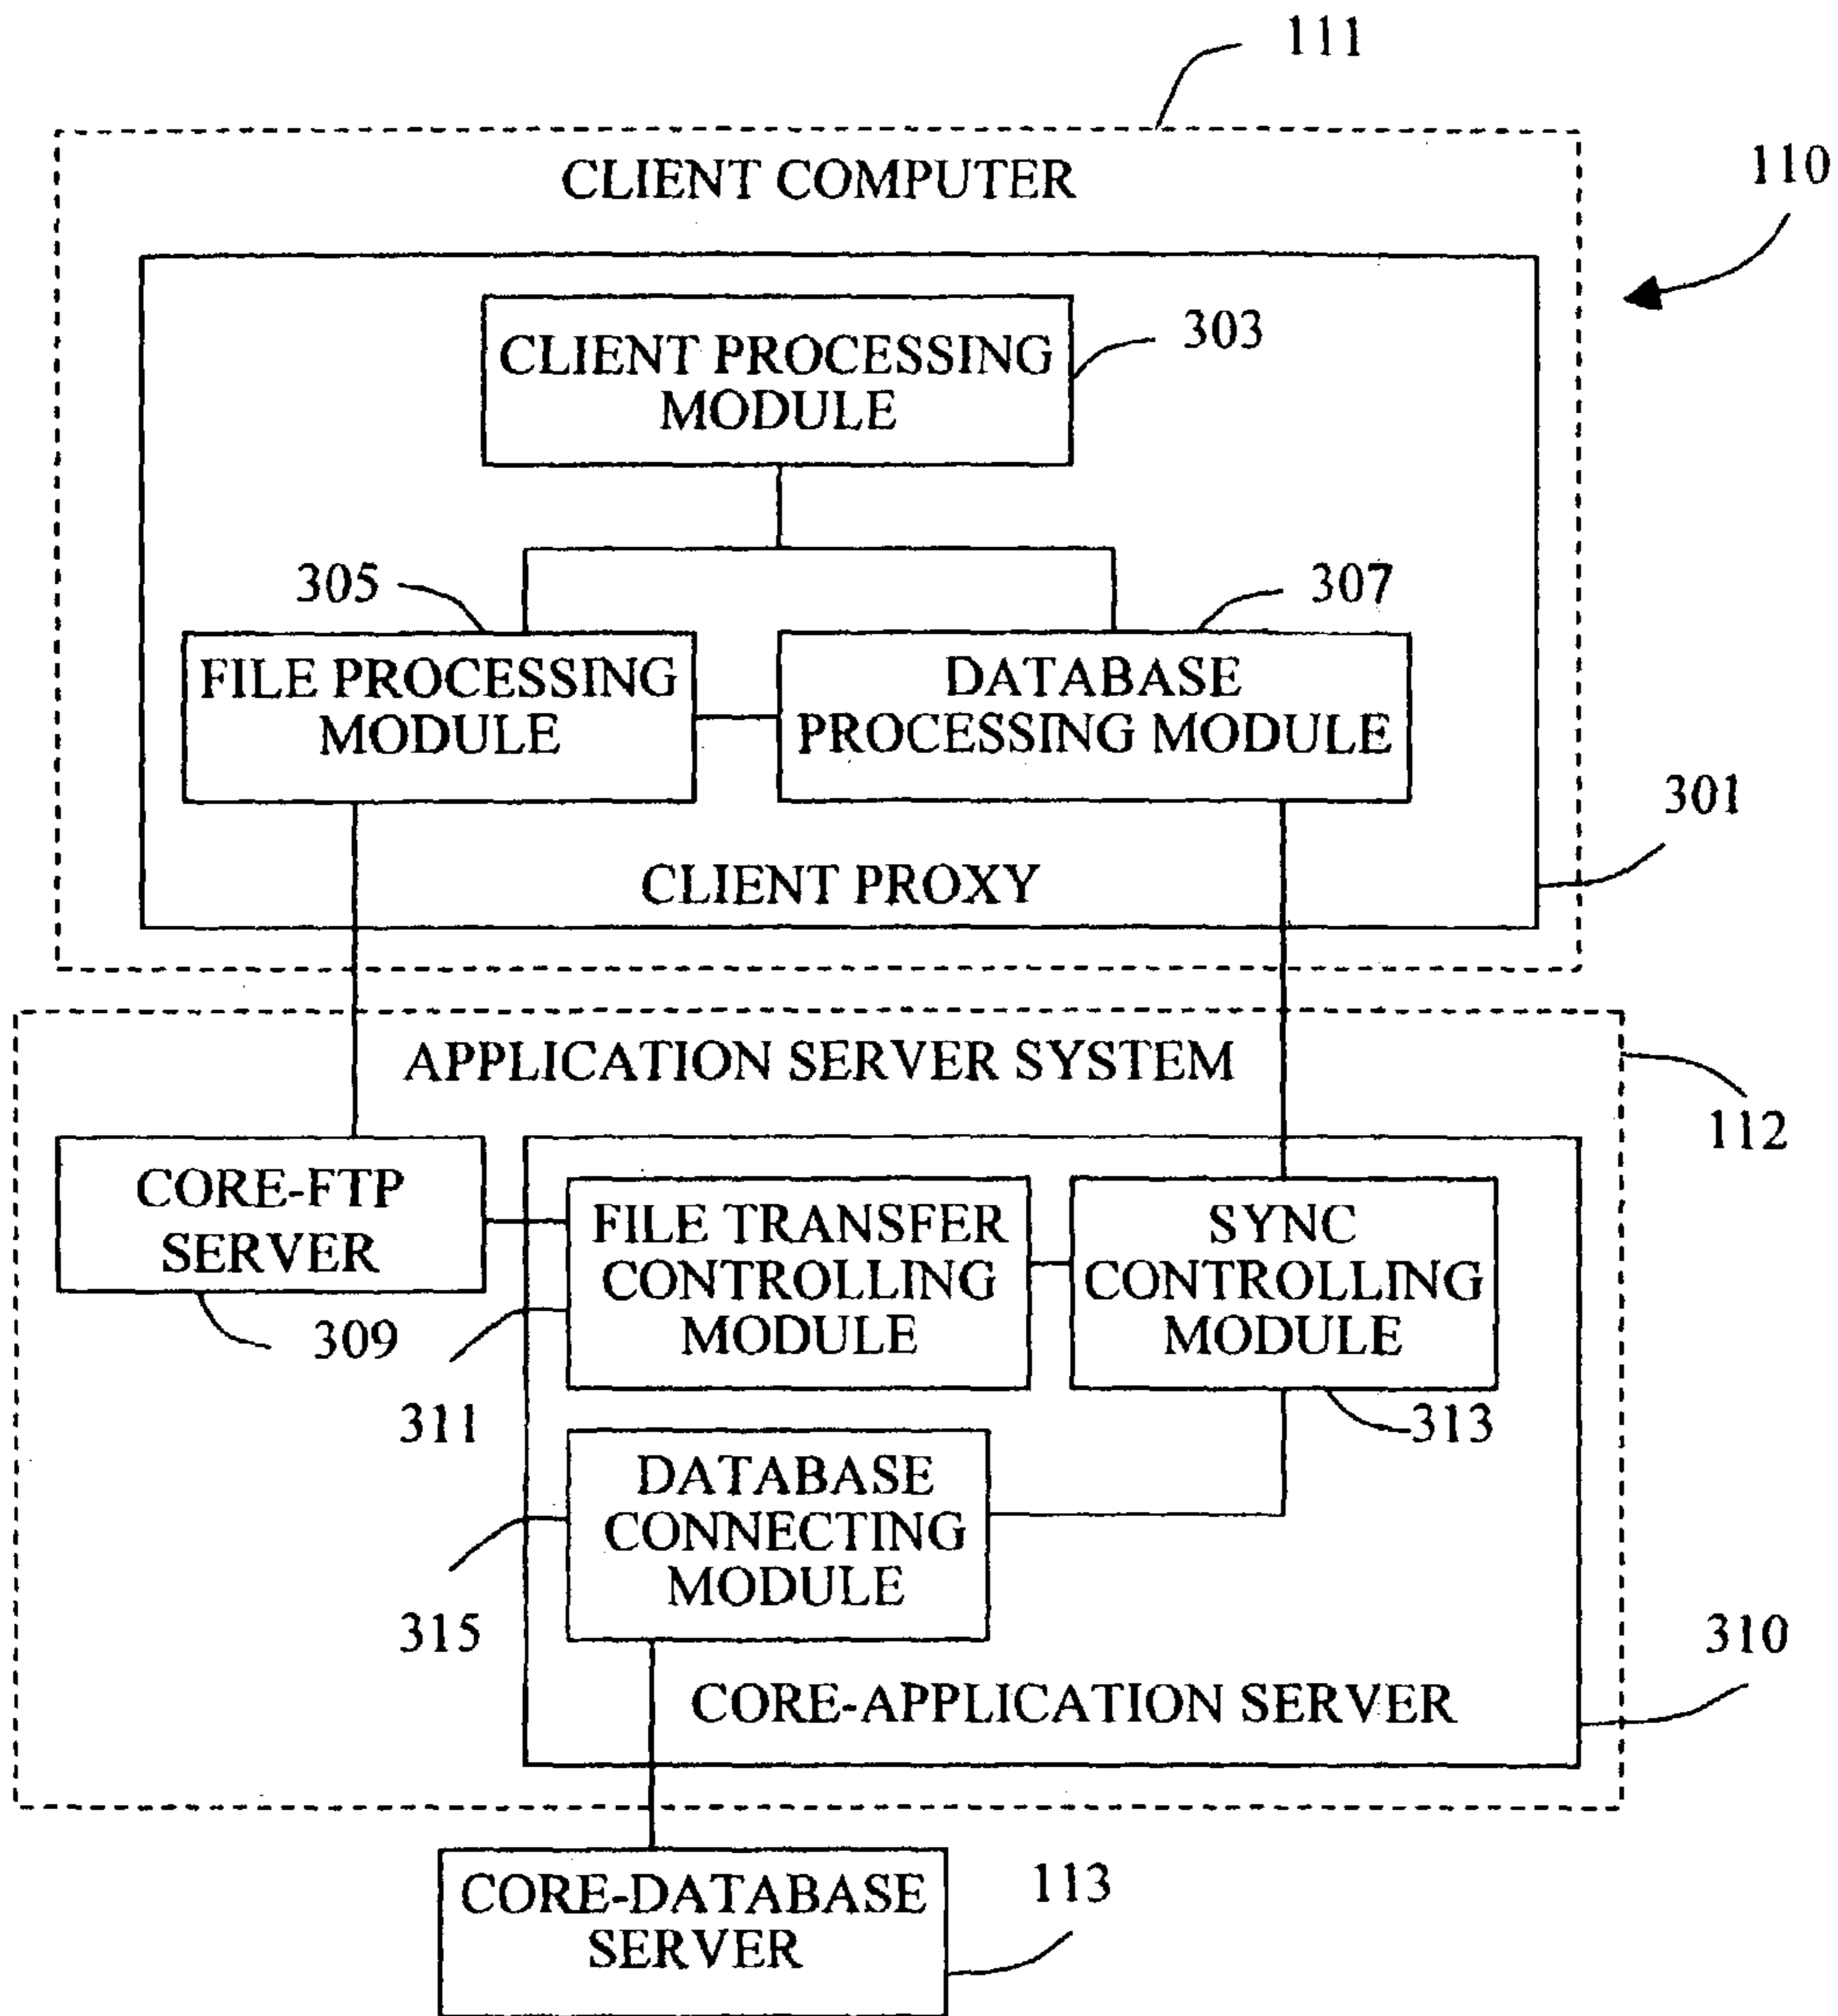 111
110
CLIENT COMPUTER
CLIENT PROCESSING
MODULE
303
305
307
FILE PROCESSING
MODULE
DATABASE
PROCESSING MODULE
301
CLIENT PROXY
APPLICATION SERVER SYSTEM
112
CORE-FTP
SERVER
309
FILE TRANSFER
CONTROLLING
MODULE
311
SYNC
CONTROLLING
MODULE
313
DATABASE
CONNECTING
MODULE
315
310
CORE-APPLICATION SERVER
CORE-DATABASE
SERVER
113